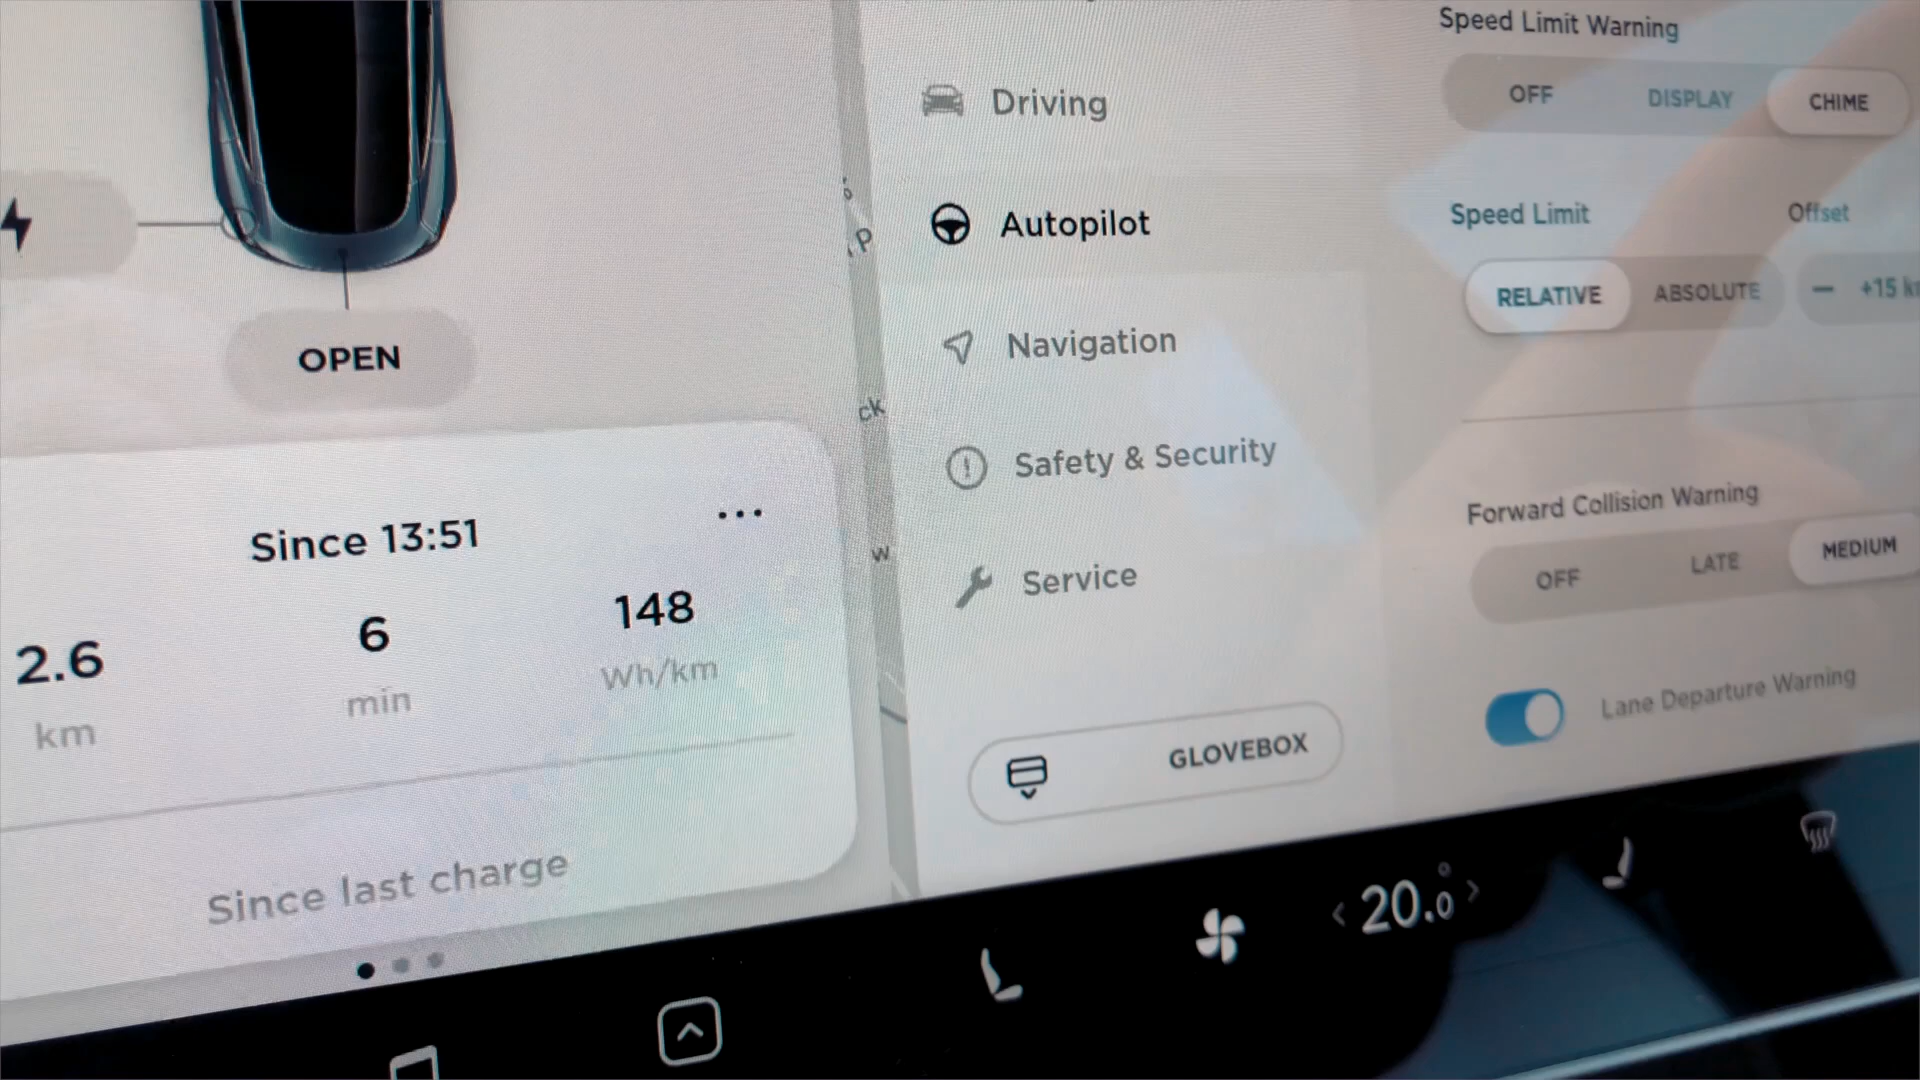 OPEN
Since 13:51
...
2.6
km
6
min
148
Wh/km
Since last charge
P
ck
w
Driving
Autopilot
Navigation
Safety & Security
Service
GLOVEBOX
Speed Limit Warning
OFF DISPLAY CHIME
Speed Limit Offset
RELATIVE ABSOLUTE – +15
Forward Collision Warning
OFF LATE MEDIUM
Lane Departure Warning
< 20.0° >